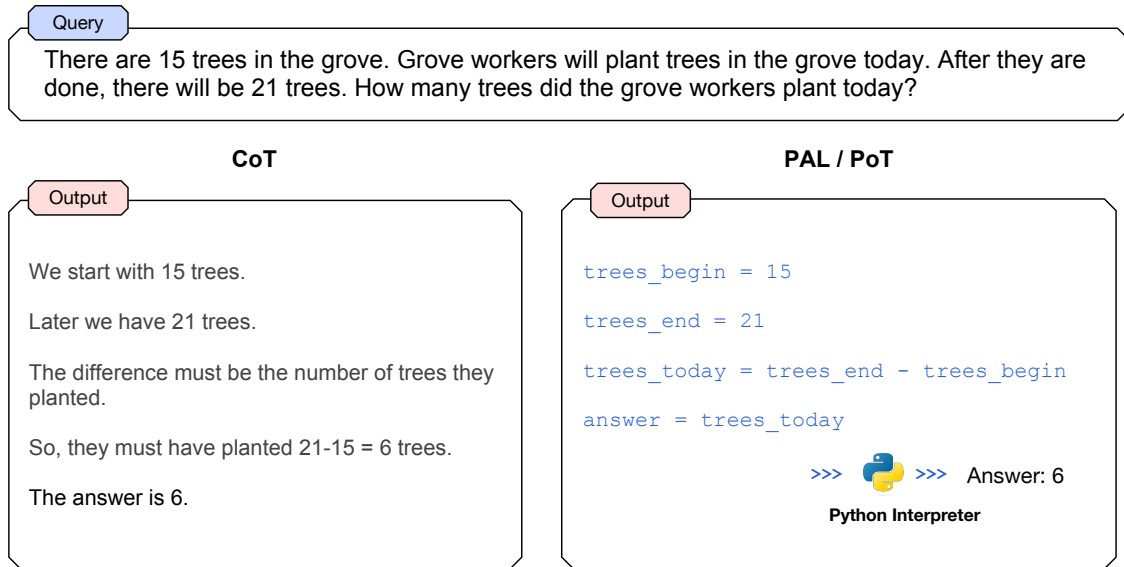 Query
There are 15 trees in the grove. Grove workers will plant trees in the grove today. After they are
done, there will be 21 trees. How many trees did the grove workers plant today?
CoT
Output
We start with 15 trees.
Later we have 21 trees.
The difference must be the number of trees they
planted.
So, they must have planted 21-15 = 6 trees.
The answer is 6.
PAL / PoT
Output
trees_begin = 15
trees_end = 21
trees_today = trees_end - trees_begin
answer = trees_today
>>> >>> Answer: 6
Python Interpreter